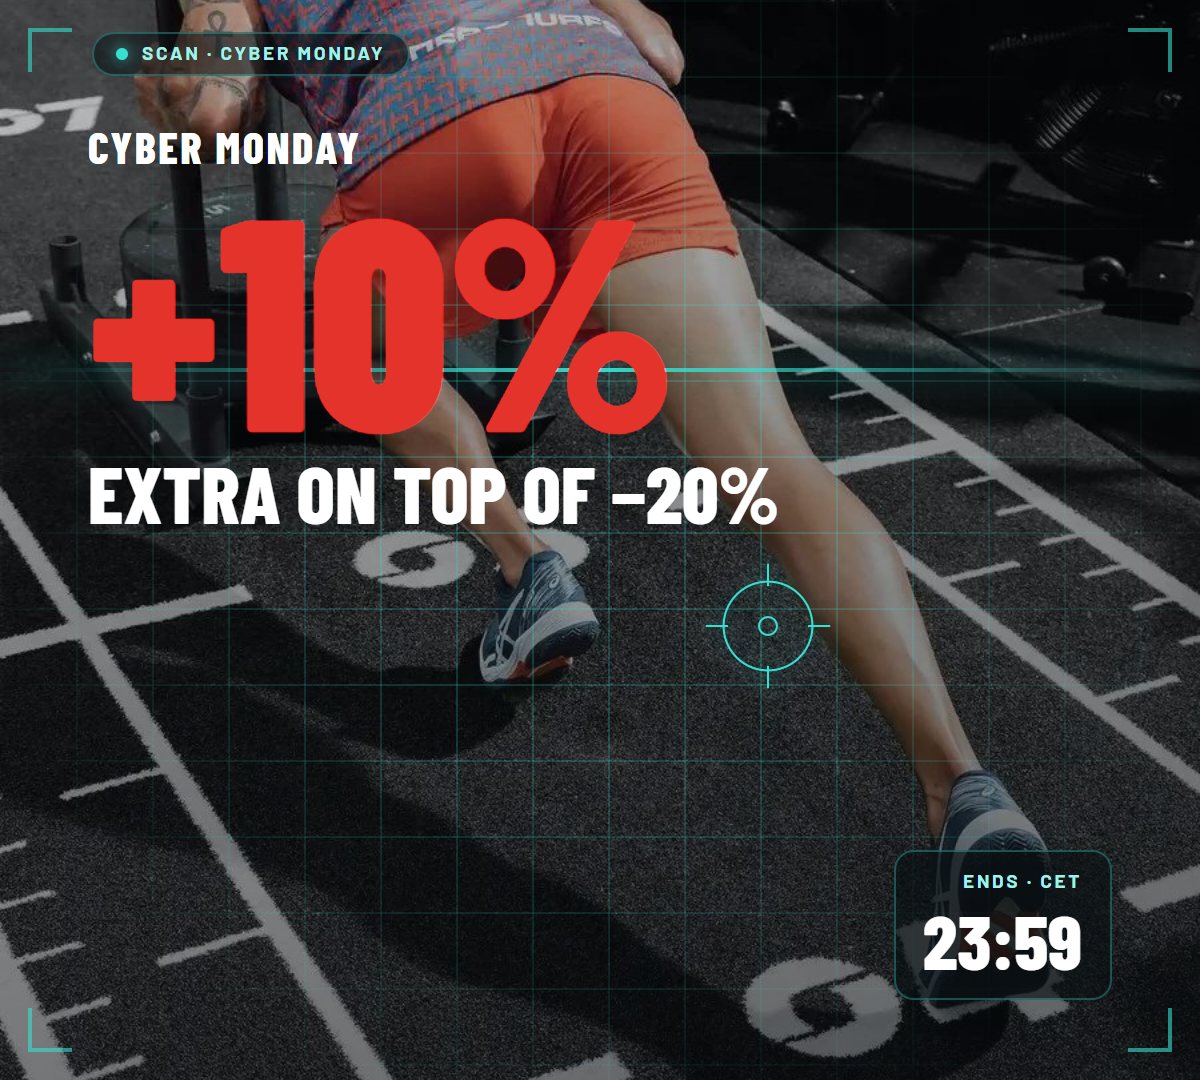 SCAN · CYBER MONDAY
CYBER MONDAY
+10%
EXTRA ON TOP OF –20%
ENDS · CET
23:59